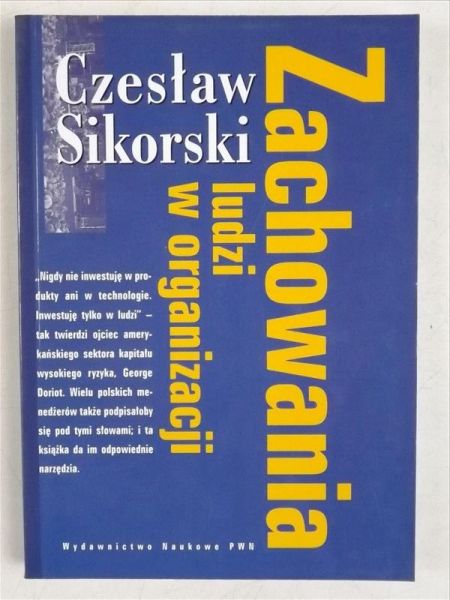 Czesław
Sikorski
Zachowania
ludzi
w organizacji
„Nigdy nie inwestuję w pro-
dukty ani w technologie.
Inwestuję tylko w ludzi” –
tak twierdzi ojciec amery-
kańskiego sektora kapitału
wysokiego ryzyka, George
Doriot. Wielu polskich me-
nedżerów także podpisałoby
się pod tymi słowami; i ta
książka da im odpowiednie
narzędzia.
Wydawnictwo Naukowe PWN